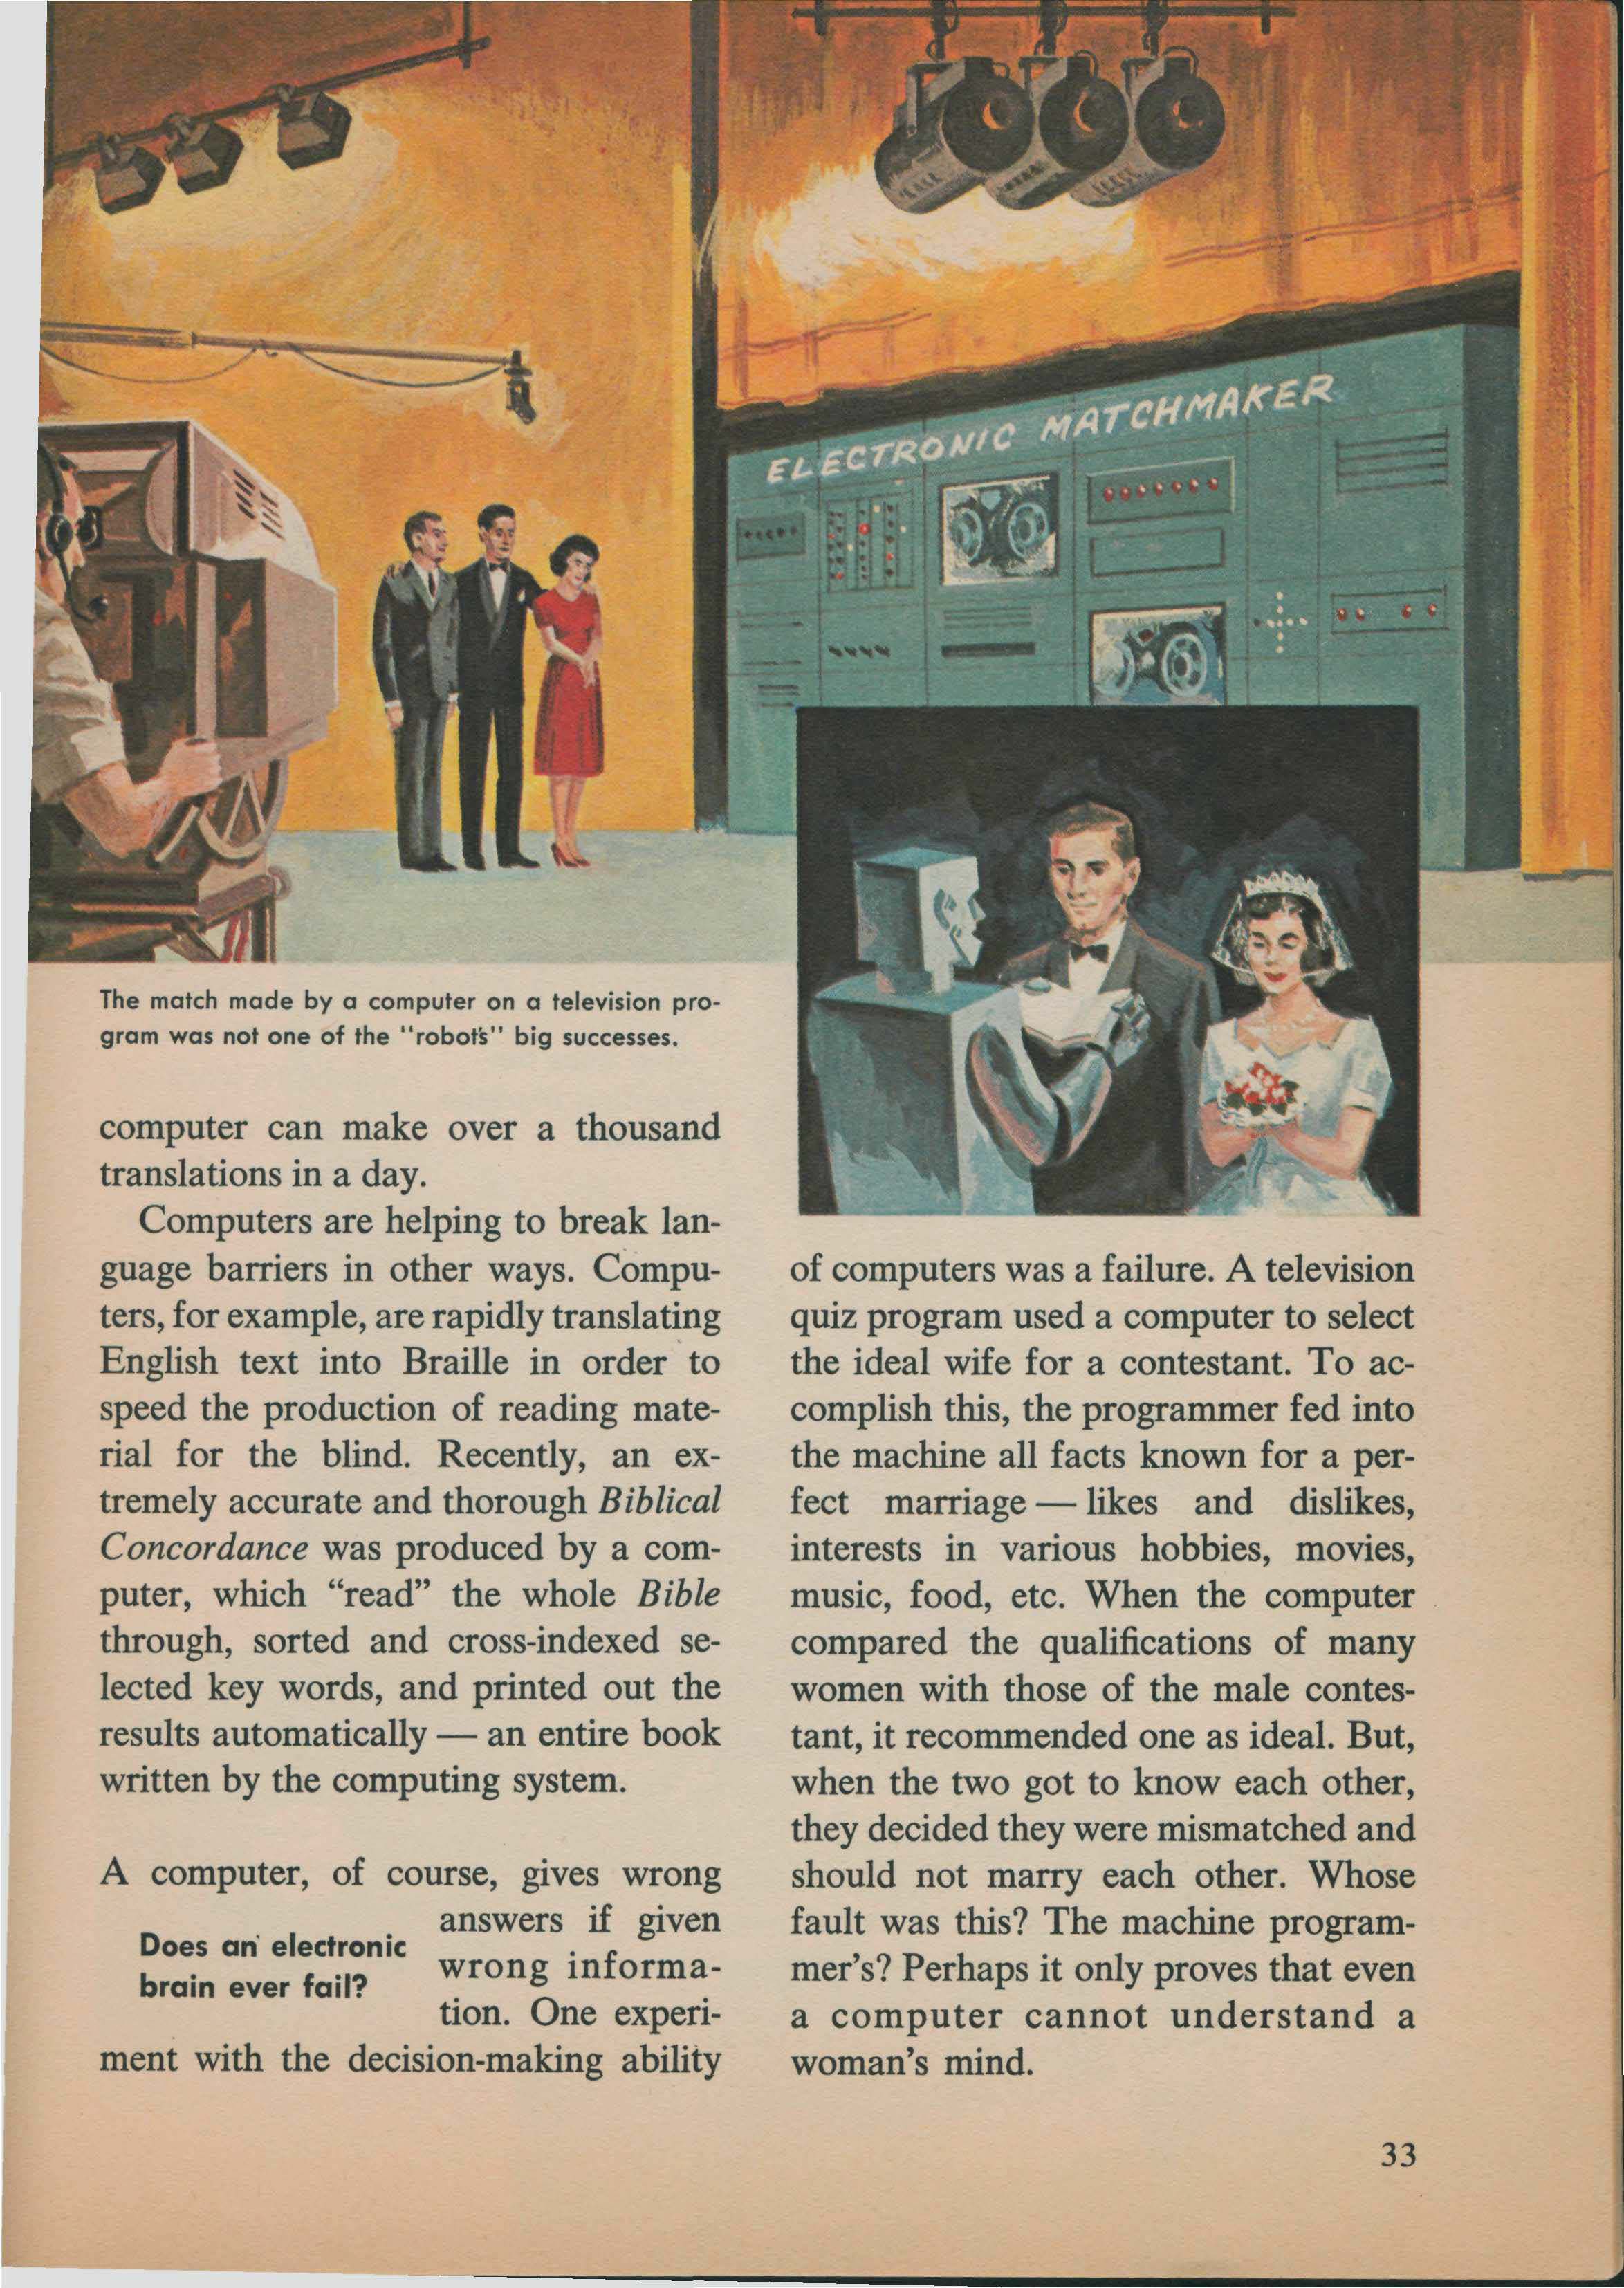 ELECTRONIC MATCHMAKER
The match made by a computer on a television pro-
gram was not one of the "robot's" big successes.
computer can make over a thousand
translations in a day.
Computers are helping to break lan-
guage barriers in other ways. Compu-
ters, for example, are rapidly translating
English text into Braille in order to
speed the production of reading mate-
rial for the blind. Recently, an ex-
tremely accurate and thorough Biblical
Concordance was produced by a com-
puter, which “read” the whole Bible
through, sorted and cross-indexed se-
lected key words, and printed out the
results automatically — an entire book
written by the computing system.
Does an electronic
brain ever fail?
A computer, of course, gives wrong
answers if given
wrong informa-
tion. One experi-
ment with the decision-making ability
of computers was a failure. A television
quiz program used a computer to select
the ideal wife for a contestant. To ac-
complish this, the programmer fed into
the machine all facts known for a per-
fect marriage — likes and dislikes,
interests in various hobbies, movies,
music, food, etc. When the computer
compared the qualifications of many
women with those of the male contes-
tant, it recommended one as ideal. But,
when the two got to know each other,
they decided they were mismatched and
should not marry each other. Whose
fault was this? The machine program-
mer's? Perhaps it only proves that even
a computer cannot understand a
woman's mind.
33